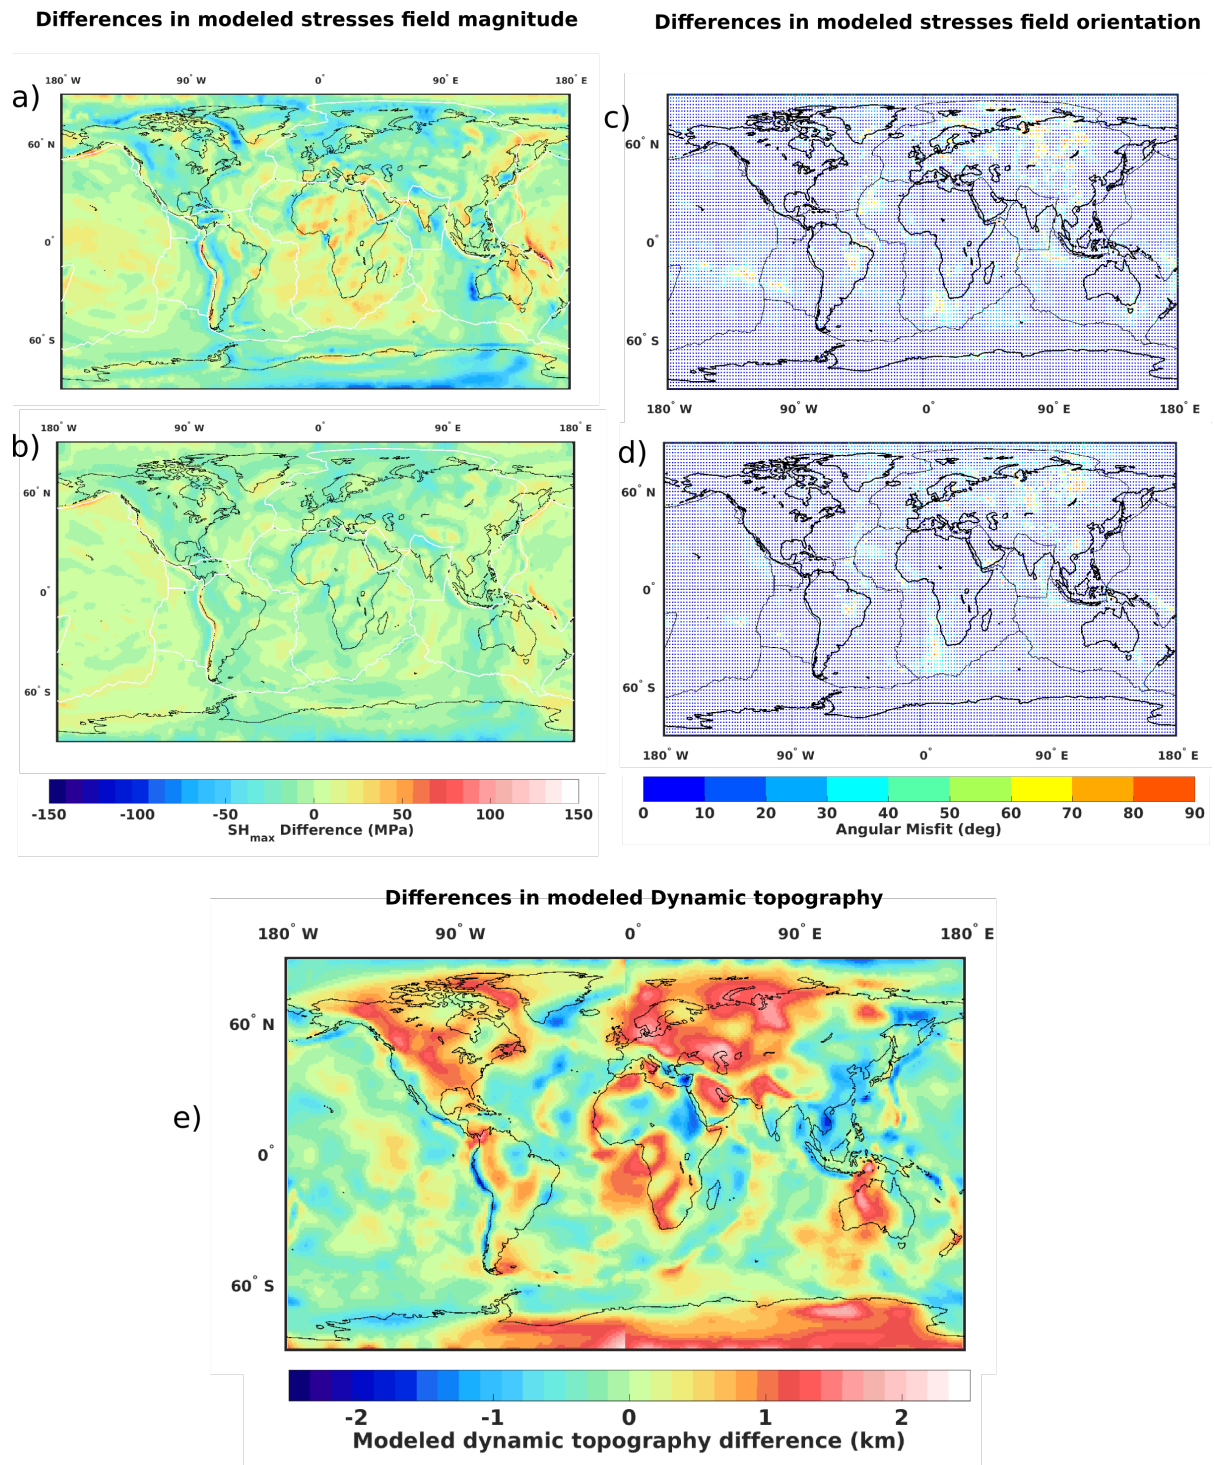 Differences in modeled stresses field magnitude
Differences in modeled stresses field orientation
a)
180° W 90° W 0° 90° E 180° E
60° N
0°
60° S
c)
60° N
0°
60° S
180° W 90° W 0° 90° E 180° E
b)
180° W 90° W 0° 90° E 180° E
60° N
0°
60° S
d)
60° N
0°
60° S
180° W 90° W 0° 90° E 180° E
-150 -100 -50 0 50 100 150
SHmax Difference (MPa)
0 10 20 30 40 50 60 70 80 90
Angular Misfit (deg)
Differences in modeled Dynamic topography
180° W 90° W 0° 90° E 180° E
e)
60° N
0°
60° S
-2 -1 0 1 2
Modeled dynamic topography difference (km)